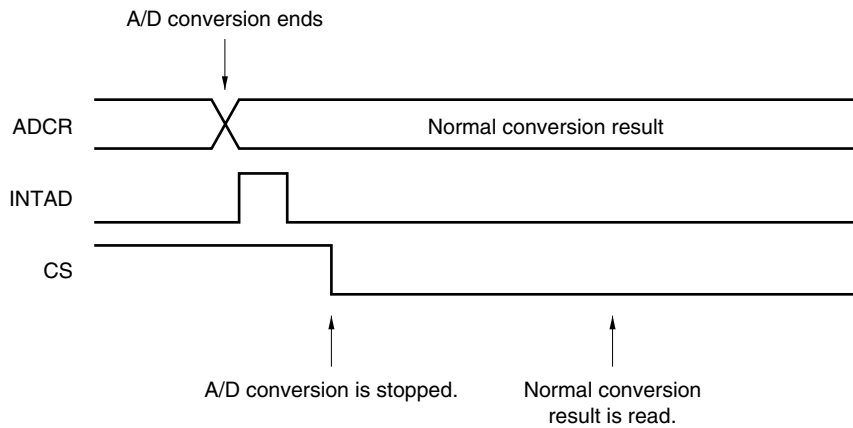 A/D conversion ends
ADCR
Normal conversion result
INTAD
CS
A/D conversion is stopped.
Normal conversion
result is read.